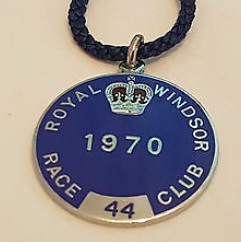 ROYAL WINDSOR
1970
RACE CLUB
44